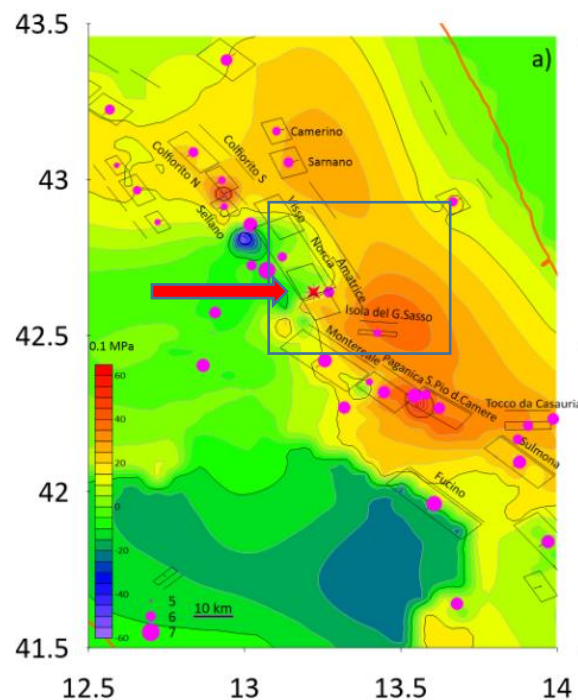 43.5
a)
Camerino
Sarnano
Colfiorito S
Colfiorito N
43
Sellano
Visso
Norcia
Amatrice
Isola del G.Sasso
42.5
0.1 MPa
Montereale
Paganica
S.Pio d.Camere
Tocco da Casauria
Sulmona
60
40
20
0
-20
-40
-60
42
Fucino
5
6
7
10 km
41.5
12.5
13
13.5
14